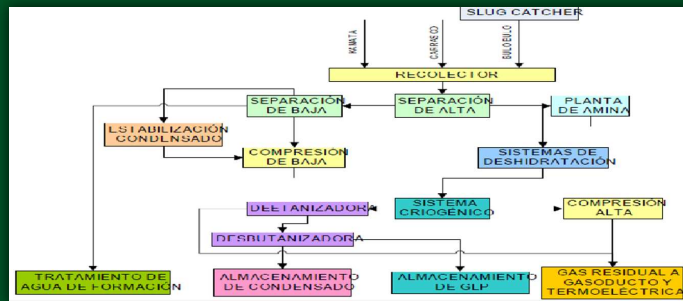 SLUG CATCHER
KANATA
CARRASCO
BULO BULO
RECOLECTOR
SEPARACIÓN
DE BAJA
SEPARACIÓN
DE ALTA
PLANTA
DE AMINA
ESTABILIZACIÓN
CONDENSADO
COMPRESIÓN
DE BAJA
SISTEMAS DE
DESHIDRATACIÓN
DEETANIZADORA
SISTEMA
CRIOGÉNICO
COMPRESIÓN
ALTA
DESBUTANIZADORA
TRATAMIENTO DE
AGUA DE FORMACIÓN
ALMACENAMIENTO
DE CONDENSADO
ALMACENAMIENTO
DE GLP
GAS RESIDUAL A
GASODUCTO Y
TERMOELÉCTRICA